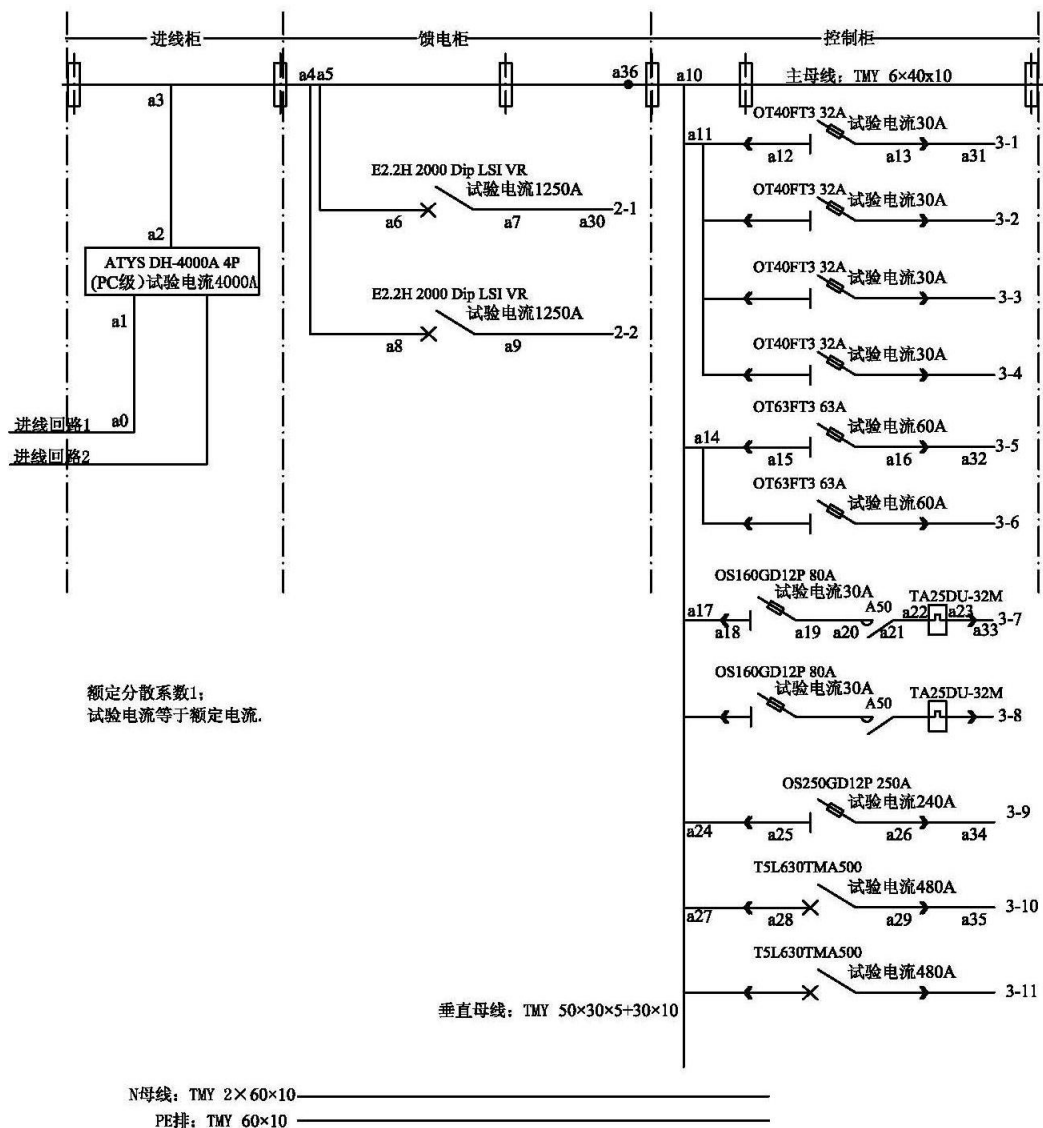 进线柜
馈电柜
控制柜
a3
a4a5
a36
a10
主母线：TMY 6×40x10
OT40FT3 32A
试验电流30A
a11
a12
a13
a31
3-1
E2.2H 2000 Dip LSI VR
试验电流1250A
a6
a7
a30
2-1
OT40FT3 32A
试验电流30A
3-2
a2
ATYS DH-4000A 4P
(PC级)试验电流4000A
a1
E2.2H 2000 Dip LSI VR
试验电流1250A
a8
a9
2-2
OT40FT3 32A
试验电流30A
3-3
OT40FT3 32A
试验电流30A
3-4
进线回路1
a0
进线回路2
OT63FT3 63A
试验电流60A
a14
a15
a16
a32
3-5
OT63FT3 63A
试验电流60A
3-6
OS160GD12P 80A
试验电流30A
A50
TA25DU-32M
a17
a18
a19
a20
a21
a22
a23
a33
3-7
额定分散系数1;
试验电流等于额定电流.
OS160GD12P 80A
试验电流30A
A50
TA25DU-32M
3-8
OS250GD12P 250A
试验电流240A
a24
a25
a26
a34
3-9
T5L630TMA500
试验电流480A
a27
a28
a29
a35
3-10
T5L630TMA500
试验电流480A
3-11
垂直母线：TMY 50×30×5+30×10
N母线：TMY 2×60×10
PE排：TMY 60×10